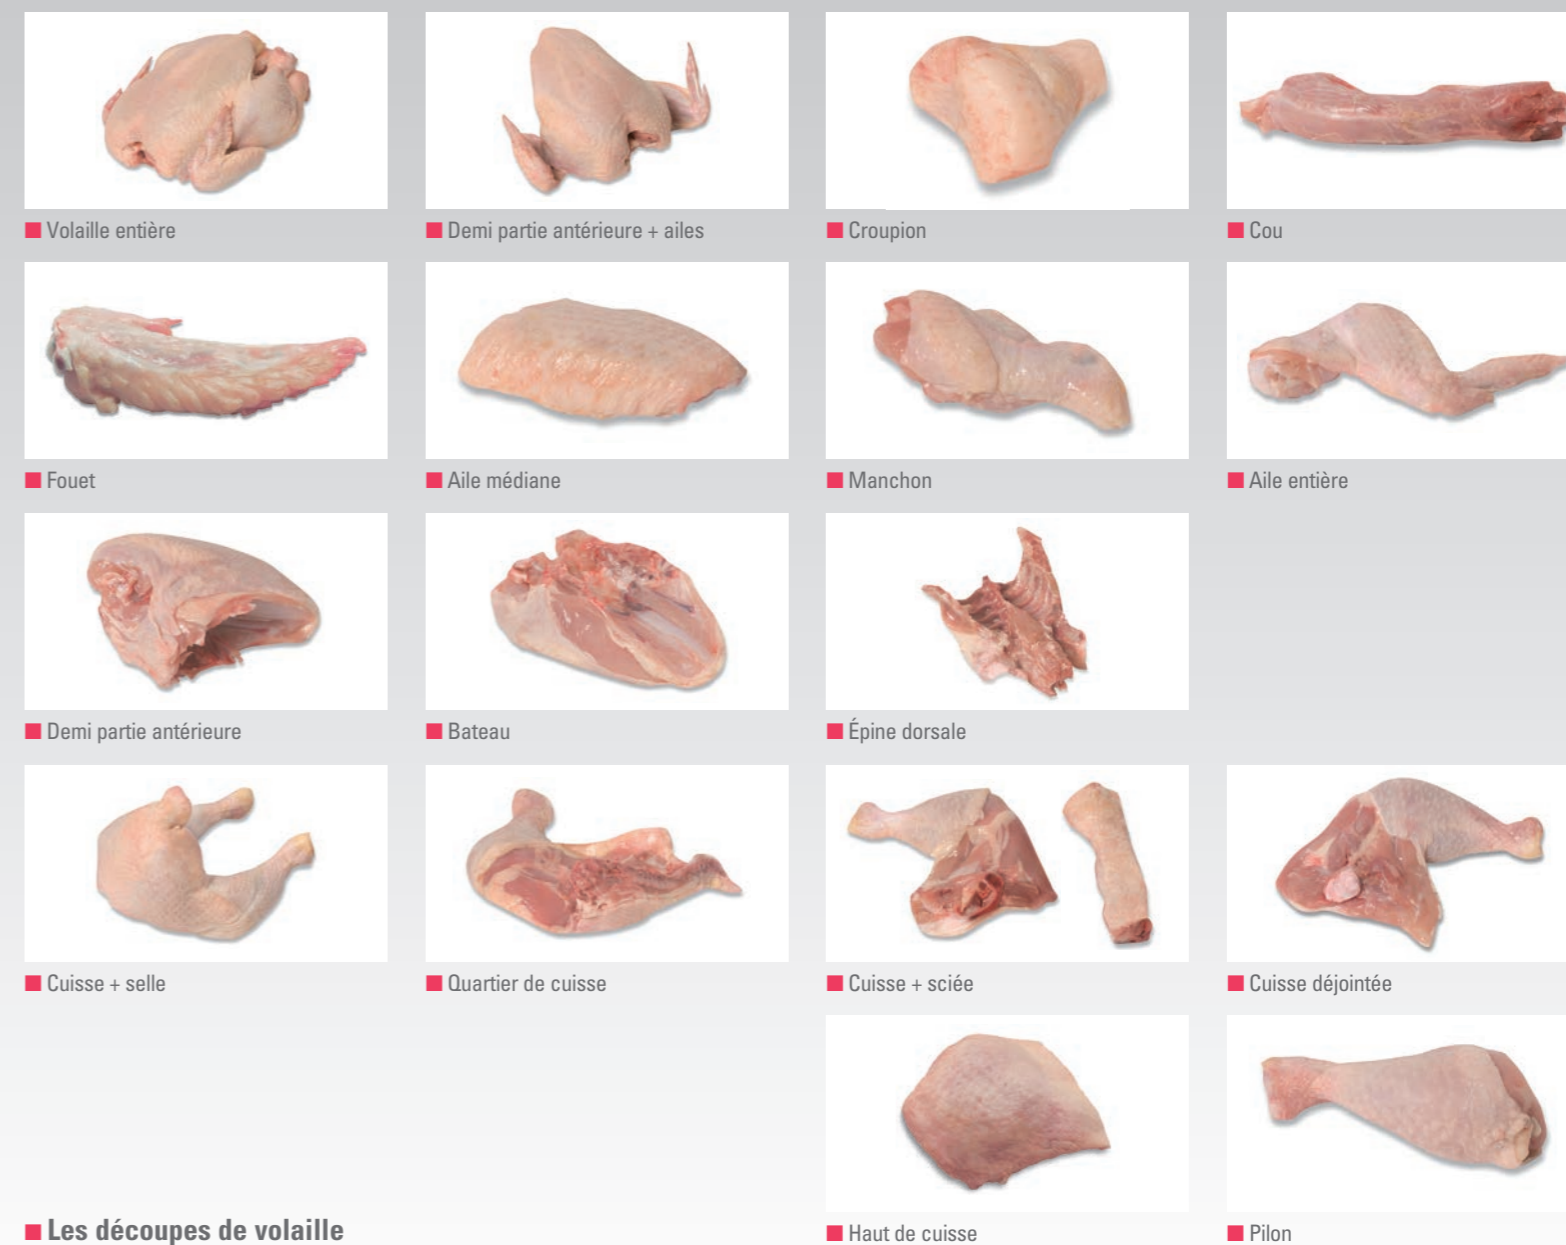 Volaille entière
Demi partie antérieure + ailes
Croupion
Cou
Fouet
Aile médiane
Manchon
Aile entière
Demi partie antérieure
Bateau
Épine dorsale
Cuisse + selle
Quartier de cuisse
Cuisse + sciée
Cuisse déjointée
Les découpes de volaille
Haut de cuisse
Pilon